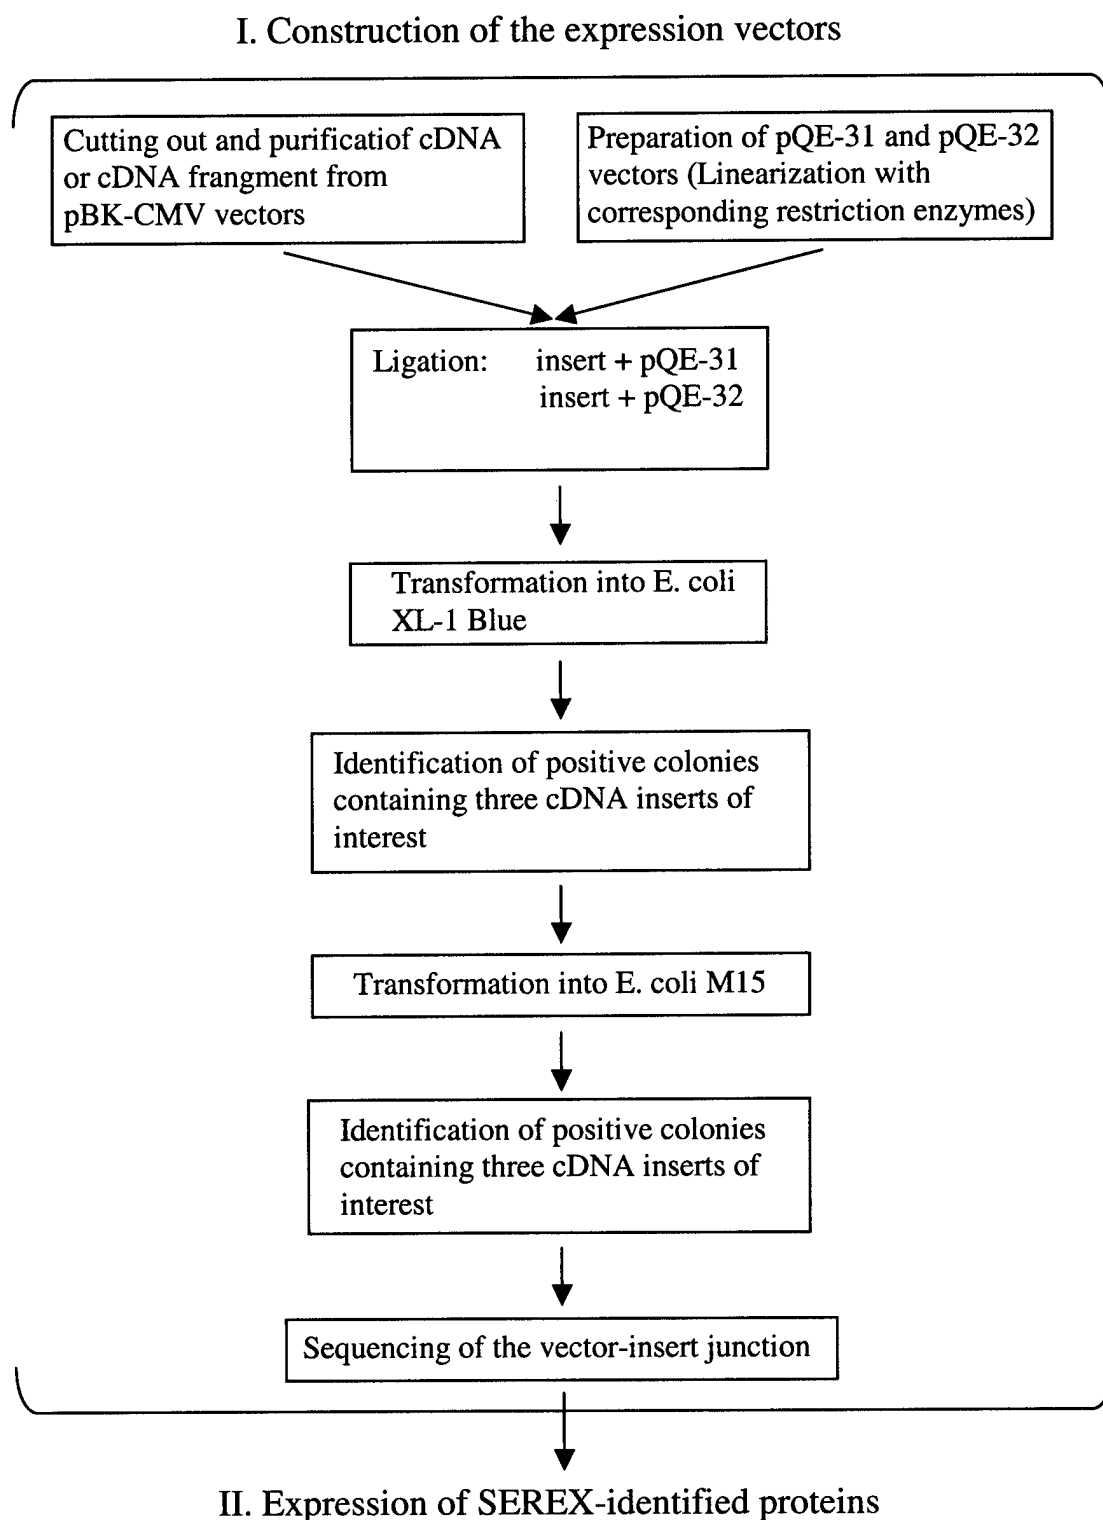 I. Construction of the expression vectors
Cutting out and purificatiof cDNA
or cDNA frangment from
pBK-CMV vectors
Preparation of pQE-31 and pQE-32
vectors (Linearization with
corresponding restriction enzymes)
Ligation: insert + pQE-31
insert + pQE-32
Transformation into E. coli
XL-1 Blue
Identification of positive colonies
containing three cDNA inserts of
interest
Transformation into E. coli M15
Identification of positive colonies
containing three cDNA inserts of
interest
Sequencing of the vector-insert junction
II. Expression of SEREX-identified proteins